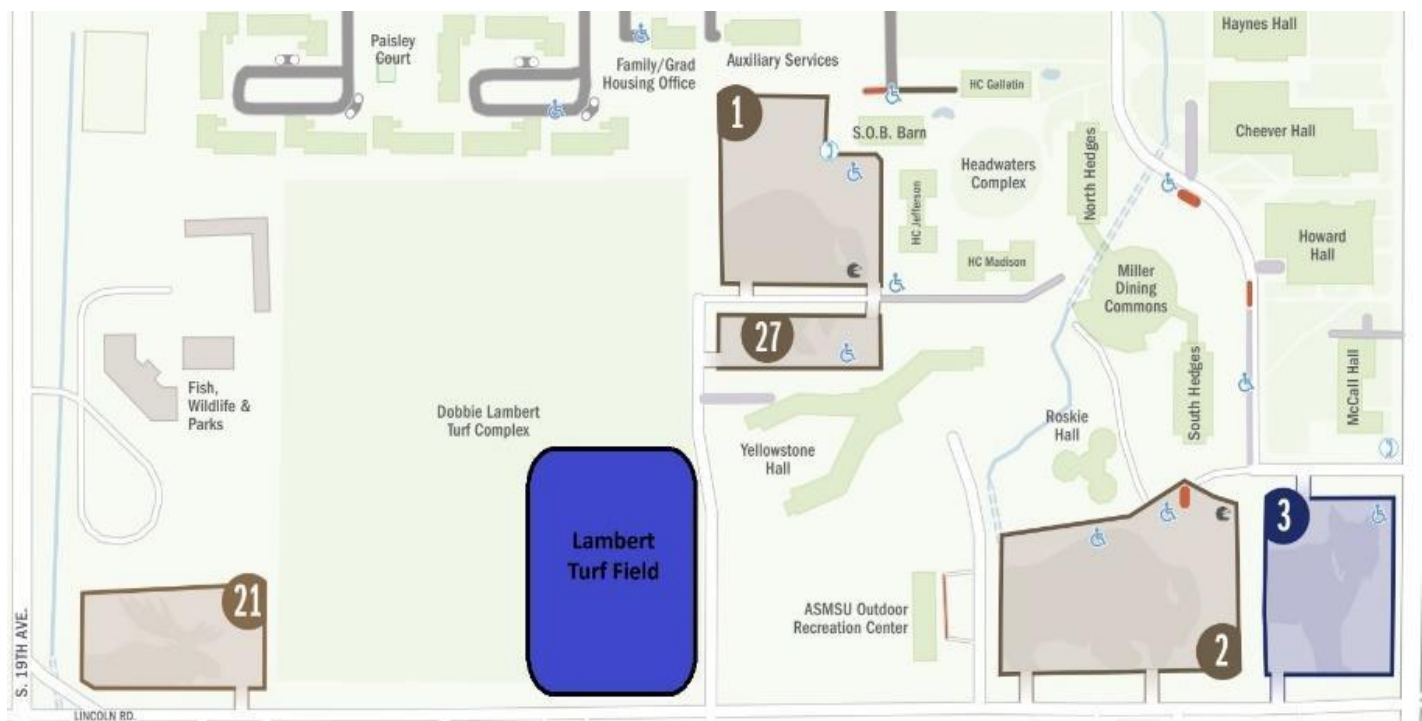 Haynes Hall
Paisley
Court
Family/Grad
Housing Office
Auxiliary Services
HC Gallatin
1
S.O.B. Barn
Cheever Hall
Headwaters
Complex
North Hedges
HC Jefferson
HC Madison
Howard
Hall
Miller
Dining
Commons
27
South Hedges
McCall Hall
Fish,
Wildlife &
Parks
Dobbie Lambert
Turf Complex
Roskie
Hall
Yellowstone
Hall
3
Lambert
Turf Field
21
ASMSU Outdoor
Recreation Center
2
S. 19TH AVE.
LINCOLN RD.